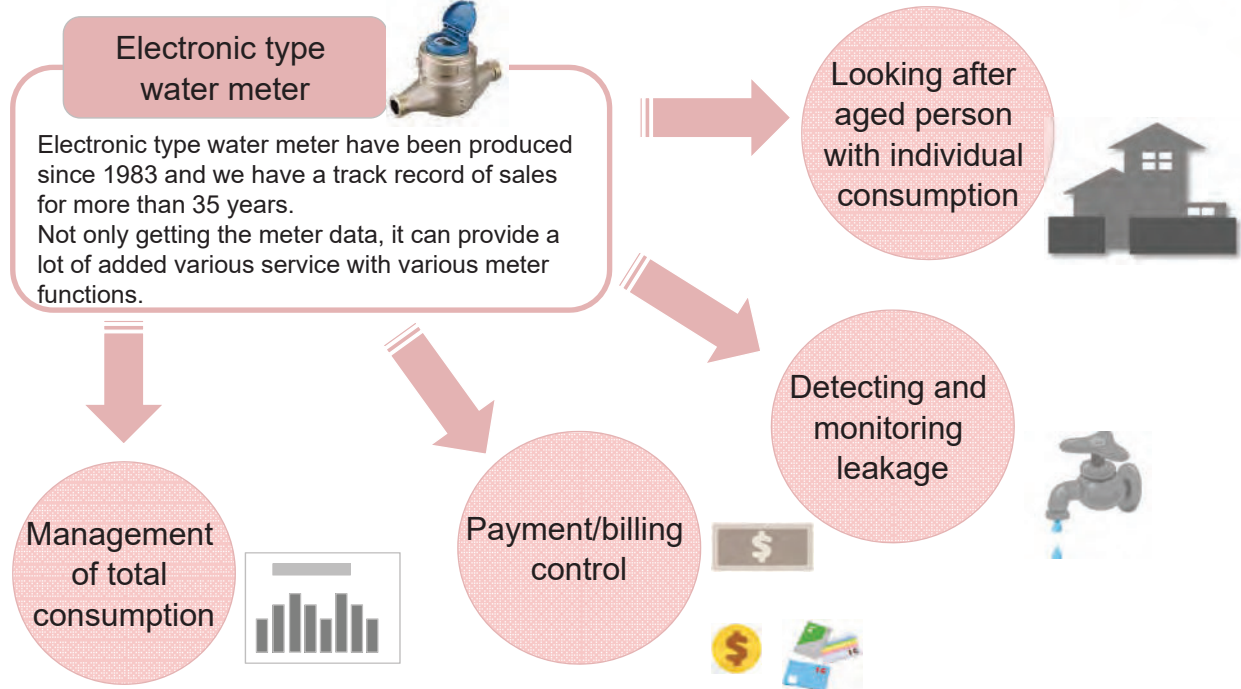 Electronic type
water meter
Electronic type water meter have been produced
since 1983 and we have a track record of sales
for more than 35 years.
Not only getting the meter data, it can provide a
lot of added various service with various meter
functions.
Looking after
aged person
with individual
consumption
Detecting and
monitoring
leakage
Payment/billing
control
$
$
Management
of total
consumption